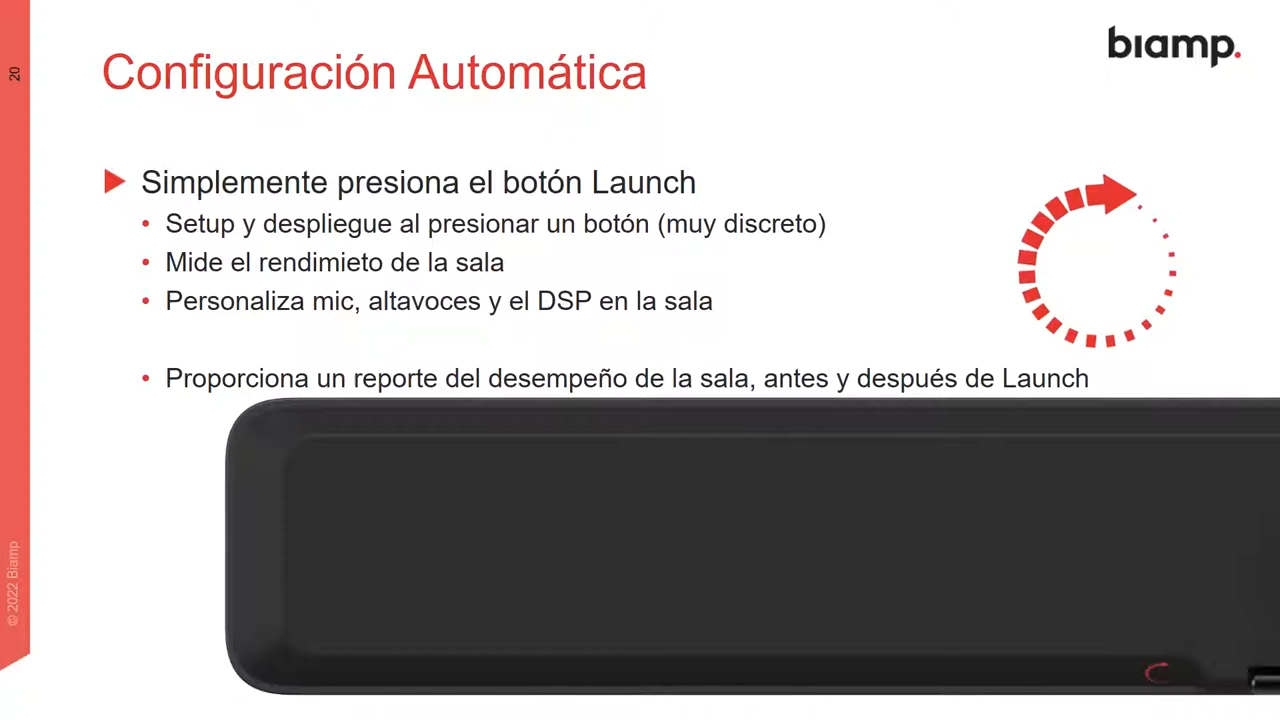 20
biamp.
Configuración Automática
Simplemente presiona el botón Launch
• Setup y despliegue al presionar un botón (muy discreto)
• Mide el rendimieto de la sala
• Personaliza mic, altavoces y el DSP en la sala
• Proporciona un reporte del desempeño de la sala, antes y después de Launch
© 2022 Biamp